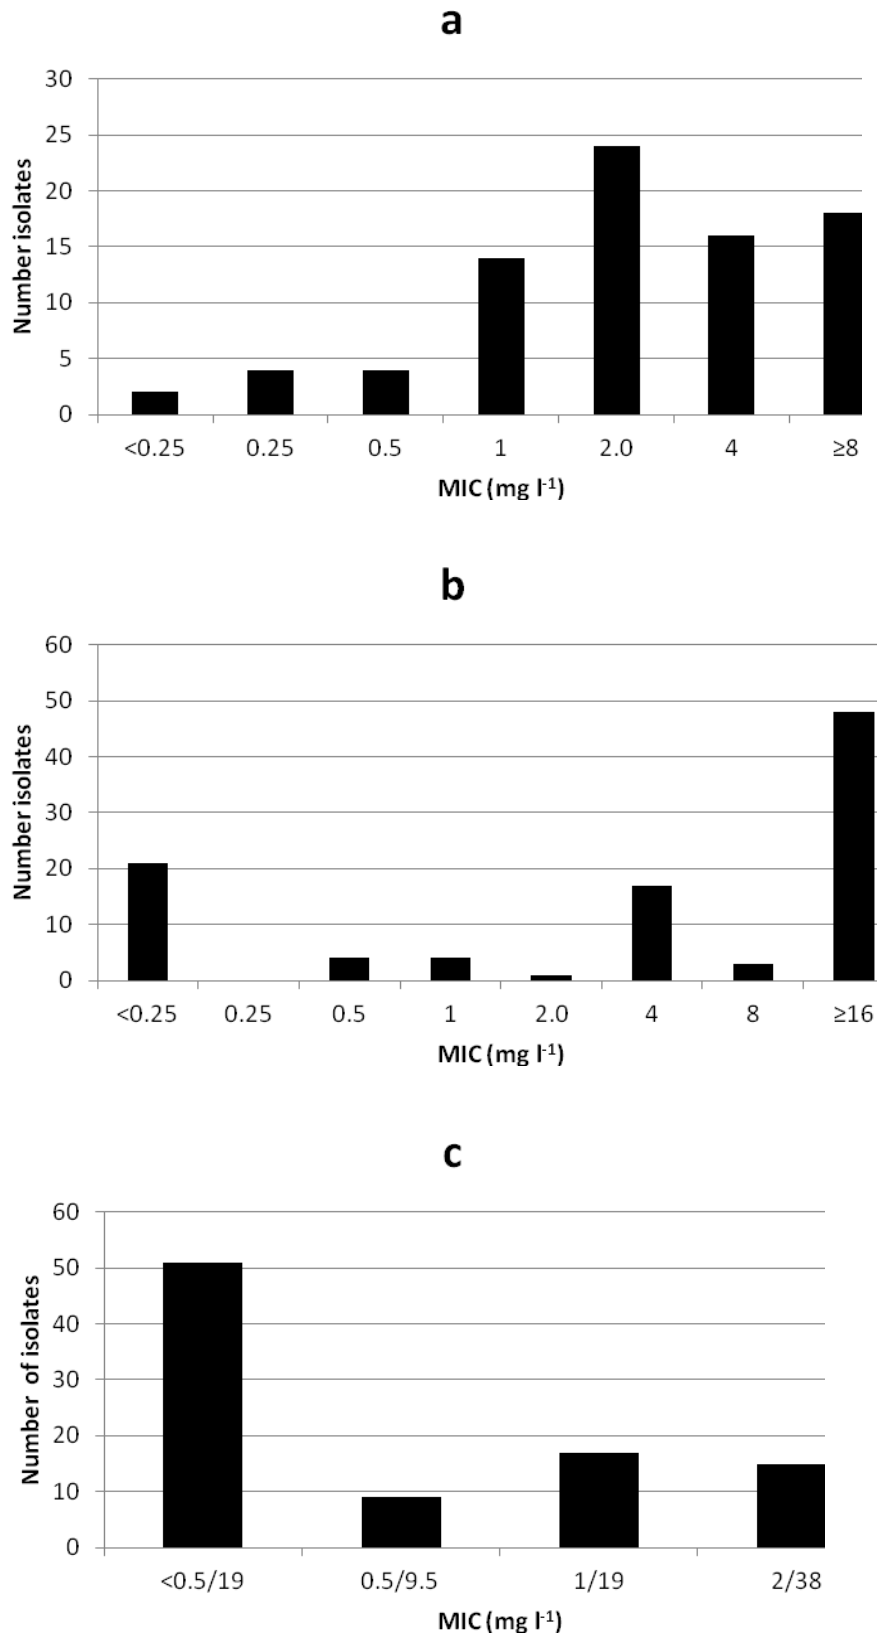 a
30
25
20
15
10
5
0
Number isolates
<0.25 0.25 0.5 1 2.0 4 ≥8
MIC (mg l-1)
b
60
50
40
30
20
10
0
Number isolates
<0.25 0.25 0.5 1 2.0 4 8 ≥16
MIC (mg l-1)
c
60
50
40
30
20
10
0
Number of isolates
<0.5/19 0.5/9.5 1/19 2/38
MIC (mg l-1)